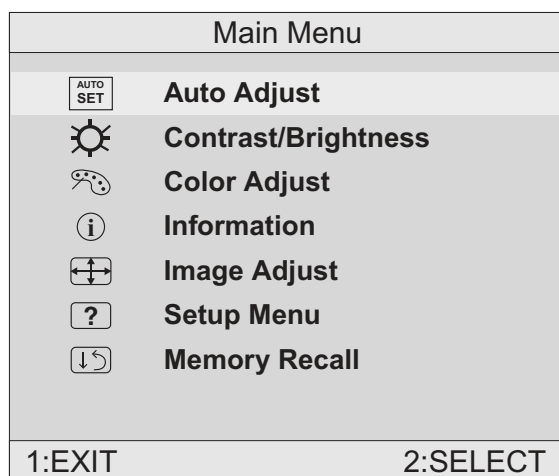 Main Menu
AUTO
SET
Auto Adjust
Contrast/Brightness
Color Adjust
i
Information
Image Adjust
?
Setup Menu
Memory Recall
1:EXIT 2:SELECT